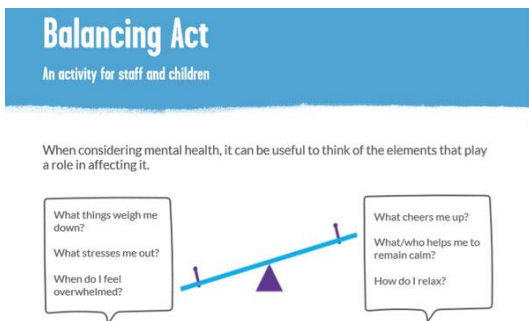 Balancing Act
An activity for staff and children
When considering mental health, it can be useful to think of the elements that play
a role in affecting it.
What things weigh me
down?
What stresses me out?
When do I feel
overwhelmed?
What cheers me up?
What/who helps me to
remain calm?
How do I relax?